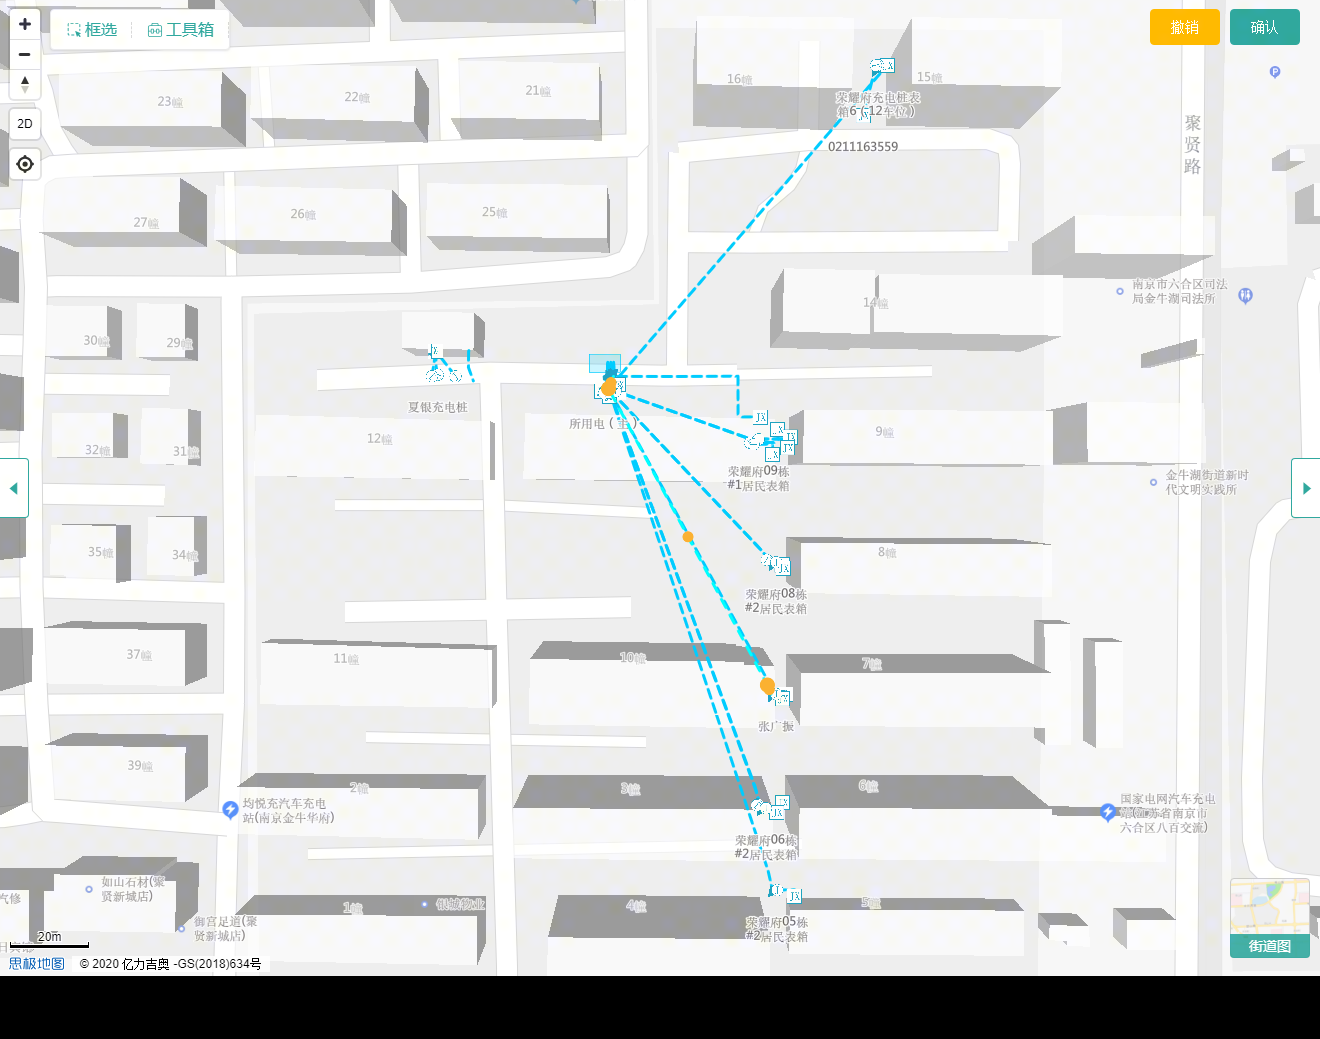 框选
工具箱
撤销
确认
2D
16幢
15幢
荣耀府充电桩表
箱6（12车位）
JX
0211163559
聚贤路
23幢
22幢
21幢
27幢
26幢
25幢
14幢
南京市六合区司法
局金牛湖司法所
30幢
29幢
JX
夏银充电桩
所用电（主）
JX
JX
JX
JX
JX
荣耀府09栋
#1居民表箱
9幢
12幢
32幢
31幢
金牛湖街道新时
代文明实践所
35幢
34幢
8幢
JX
荣耀府08栋
#2居民表箱
37幢
11幢
10幢
7幢
JX
张广振
39幢
2幢
3幢
6幢
均悦充汽车充电
站(南京金牛华府)
JX
JX
荣耀府06栋
#2居民表箱
国家电网汽车充电
站(江苏省南京市
六合区八百交流)
如山石材(聚
贤新城店)
汽修
御宫足道(聚
贤新城店)
1幢
银城物业
4幢
5幢
JX
荣耀府05栋
#2居民表箱
20m
思极地图
© 2020 亿力吉奥 -GS(2018)634号
街道图